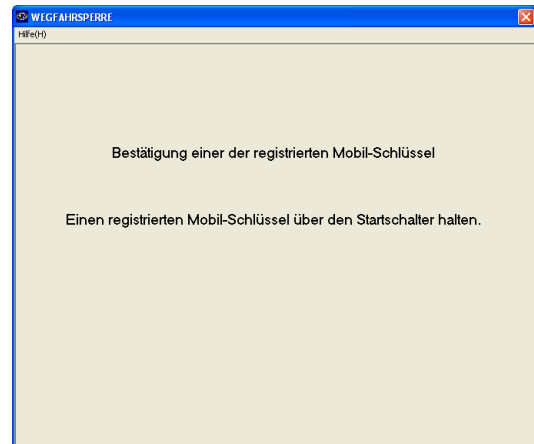 WEGFAHRSPERRE
Hilfe(H)
Bestätigung einer der registrierten Mobil-Schlüssel
Einen registrierten Mobil-Schlüssel über den Startschalter halten.